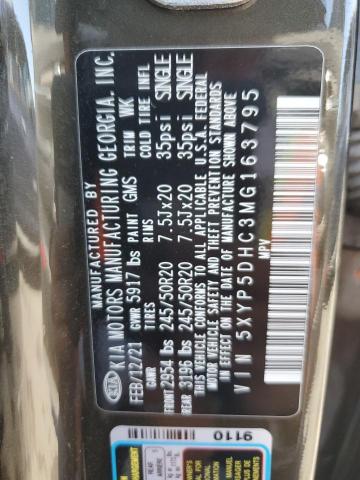 MANUFACTURED BY
KIA KIA MOTORS MANUFACTURING GEORGIA, INC.
FEB/12/21 GVWR 5917 lbs PAINT GMS TRIM WK
RIMS COLD TIRE INFL
FRONT 2954 lbs 245/50R20 7.5Jx20 35psi SINGLE
REAR 3196 lbs 245/50R20 7.5Jx20 35psi SINGLE
THIS VEHICLE CONFORMS TO ALL APPLICABLE U.S.A. FEDERAL
MOTOR VEHICLE SAFETY AND THEFT PREVENTION STANDARDS
IN EFFECT ON THE DATE OF MANUFACTURE SHOWN ABOVE
VIN 5XYP5DHC3MG163795
MPV
9110
REAR
ARRIÈRE